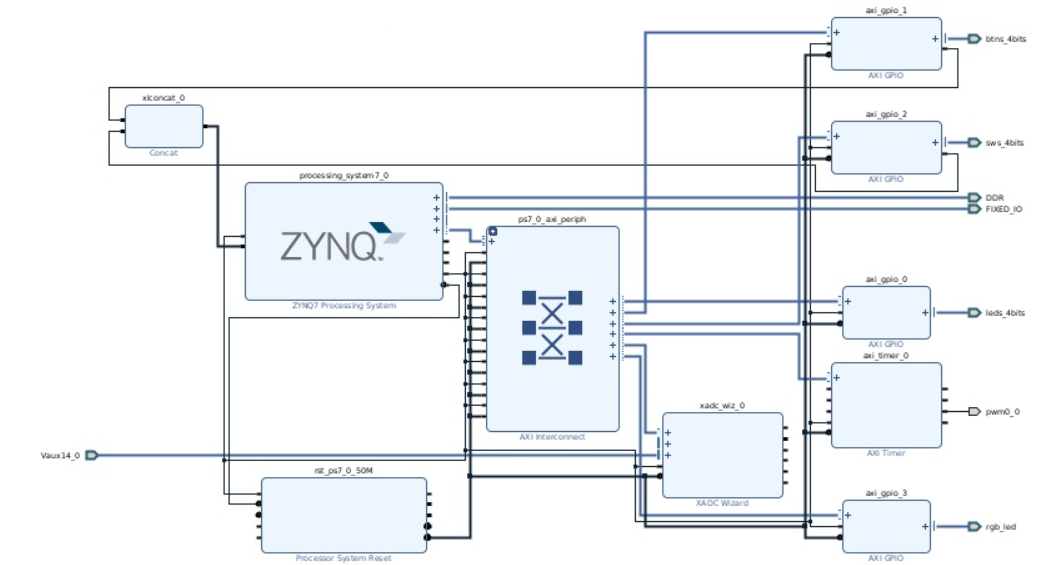 axi_gpio_1
btns_4bits
AXI GPIO
xlconcat_0
Concat
axi_gpio_2
sws_4bits
AXI GPIO
processing_system7_0
ZYNQ
ZYNQ7 Processing System
DDR
FIXED_IO
ps7_0_axi_periph
AXI Interconnect
axi_gpio_0
leds_4bits
AXI GPIO
axi_timer_0
pwm0_0
AXI Timer
xadc_wiz_0
XADC Wizard
Vaux14_0
rst_ps7_0_50M
Processor System Reset
axi_gpio_3
rgb_led
AXI GPIO